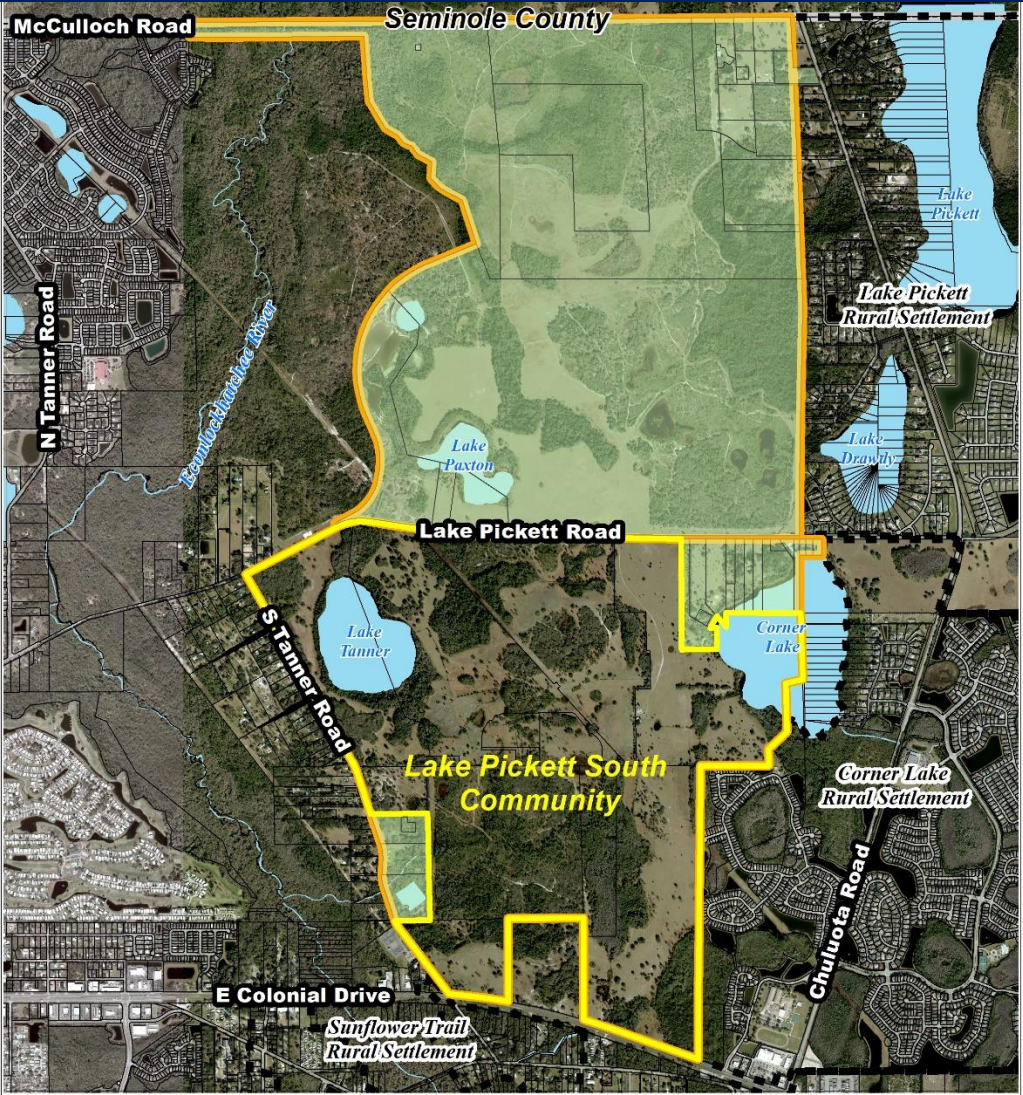 Seminole County
McCulloch Road
Lake
Pickett
Lake Pickett
Rural Settlement
N Tanner Road
Econlockhatchee River
Lake
Drawdy
Lake
Paxton
Lake Pickett Road
S Tanner Road
Lake
Tanner
Corner
Lake
Lake Pickett South
Community
Corner Lake
Rural Settlement
Chuluota Road
E Colonial Drive
Sunflower Trail
Rural Settlement